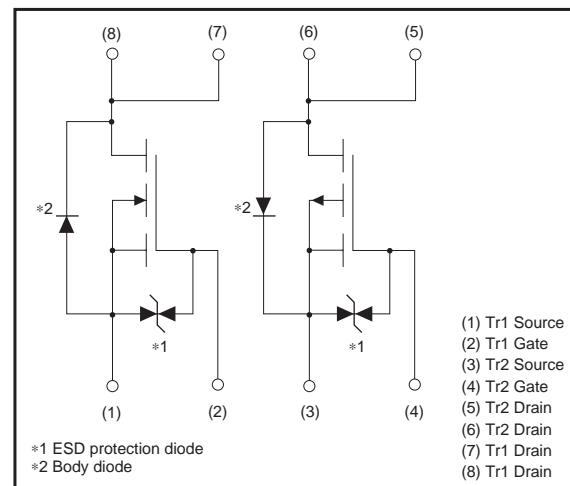 (8) (7) (6) (5)
∗2 ∗2
∗1 ∗1
(1) (2) (3) (4)
∗1 ESD protection diode
∗2 Body diode
(1) Tr1 Source
(2) Tr1 Gate
(3) Tr2 Source
(4) Tr2 Gate
(5) Tr2 Drain
(6) Tr2 Drain
(7) Tr1 Drain
(8) Tr1 Drain